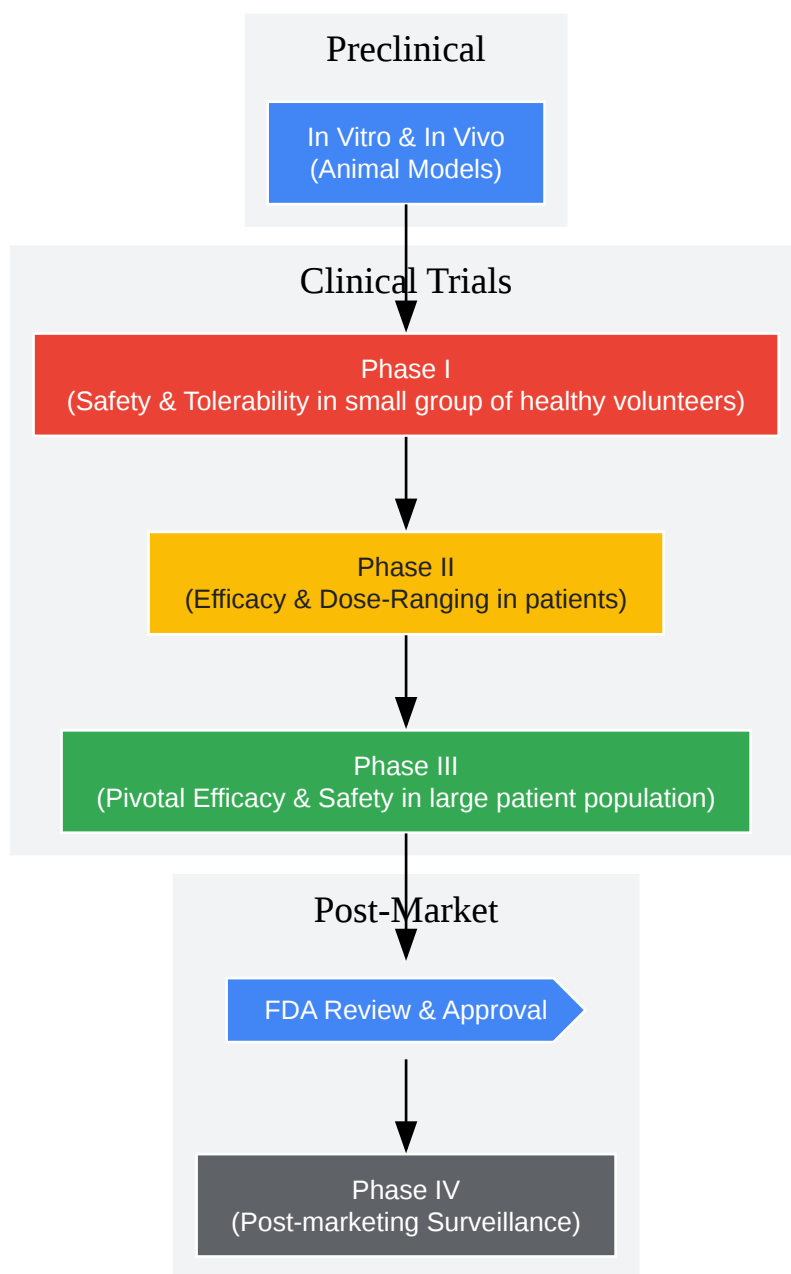 Preclinical
In Vitro & In Vivo
(Animal Models)
Clinical Trials
Phase I
(Safety & Tolerability in small group of healthy volunteers)
Phase II
(Efficacy & Dose-Ranging in patients)
Phase III
(Pivotal Efficacy & Safety in large patient population)
Post-Market
FDA Review & Approval
Phase IV
(Post-marketing Surveillance)